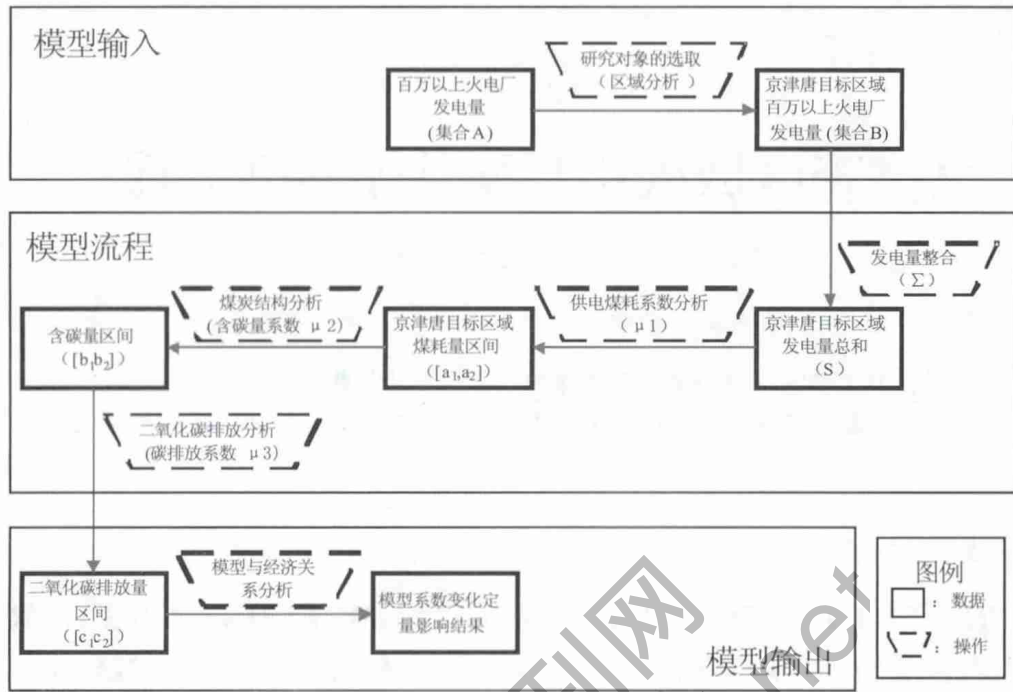 模型输入
研究对象的选取
（区域分析 ）
百万以上火电厂
发电量
(集合A)
京津唐目标区域
百万以上火电厂
发电量(集合B)
模型流程
发电量整合
（∑）
煤炭结构分析
(含碳量系数 μ2)
供电煤耗系数分析
（μ1）
含碳量区间
([b₁b₂])
京津唐目标区域
煤耗量区间
([a₁,a₂])
京津唐目标区域
发电量总和
(S)
二氧化碳排放分析
(碳排放系数 μ3)
模型与经济关
系分析
二氧化碳排放量
区间
([c₁c₂])
模型系数变化定
量影响结果
模型输出
图例
：数据
：操作
刊网
net